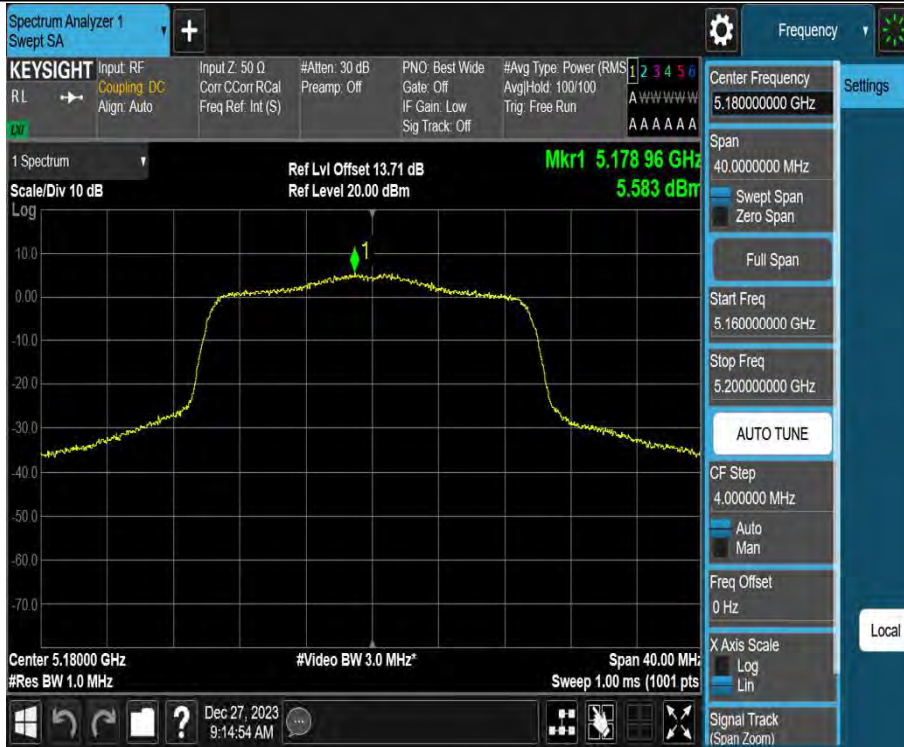 Spectrum Analyzer 1
Swept SA
+
Frequency
KEYSIGHT
RL
LXI
Input: RF
Coupling: DC
Align: Auto
Input Z: 50 Ω
Corr CCorr RCal
Freq Ref: Int (S)
#Atten: 30 dB
Preamp: Off
PNO: Best Wide
Gate: Off
IF Gain: Low
Sig Track: Off
#Avg Type: Power (RMS
Avg|Hold: 100/100
Trig: Free Run
1 2 3 4 5 6
A W W W W W
A A A A A A
1 Spectrum
Scale/Div 10 dB
Log
Ref Lvl Offset 13.71 dB
Ref Level 20.00 dBm
Mkr1 5.178 96 GHz
5.583 dBm
1
10.0
0.00
-10.0
-20.0
-30.0
-40.0
-50.0
-60.0
-70.0
Center 5.18000 GHz
#Res BW 1.0 MHz
#Video BW 3.0 MHz*
Span 40.00 MHz
Sweep 1.00 ms (1001 pts
Dec 27, 2023
9:14:54 AM
?
Center Frequency
5.180000000 GHz
Settings
Span
40.0000000 MHz
Swept Span
Zero Span
Full Span
Start Freq
5.160000000 GHz
Stop Freq
5.200000000 GHz
AUTO TUNE
CF Step
4.000000 MHz
Auto
Man
Freq Offset
0 Hz
Local
X Axis Scale
Log
Lin
Signal Track
(Span Zoom)